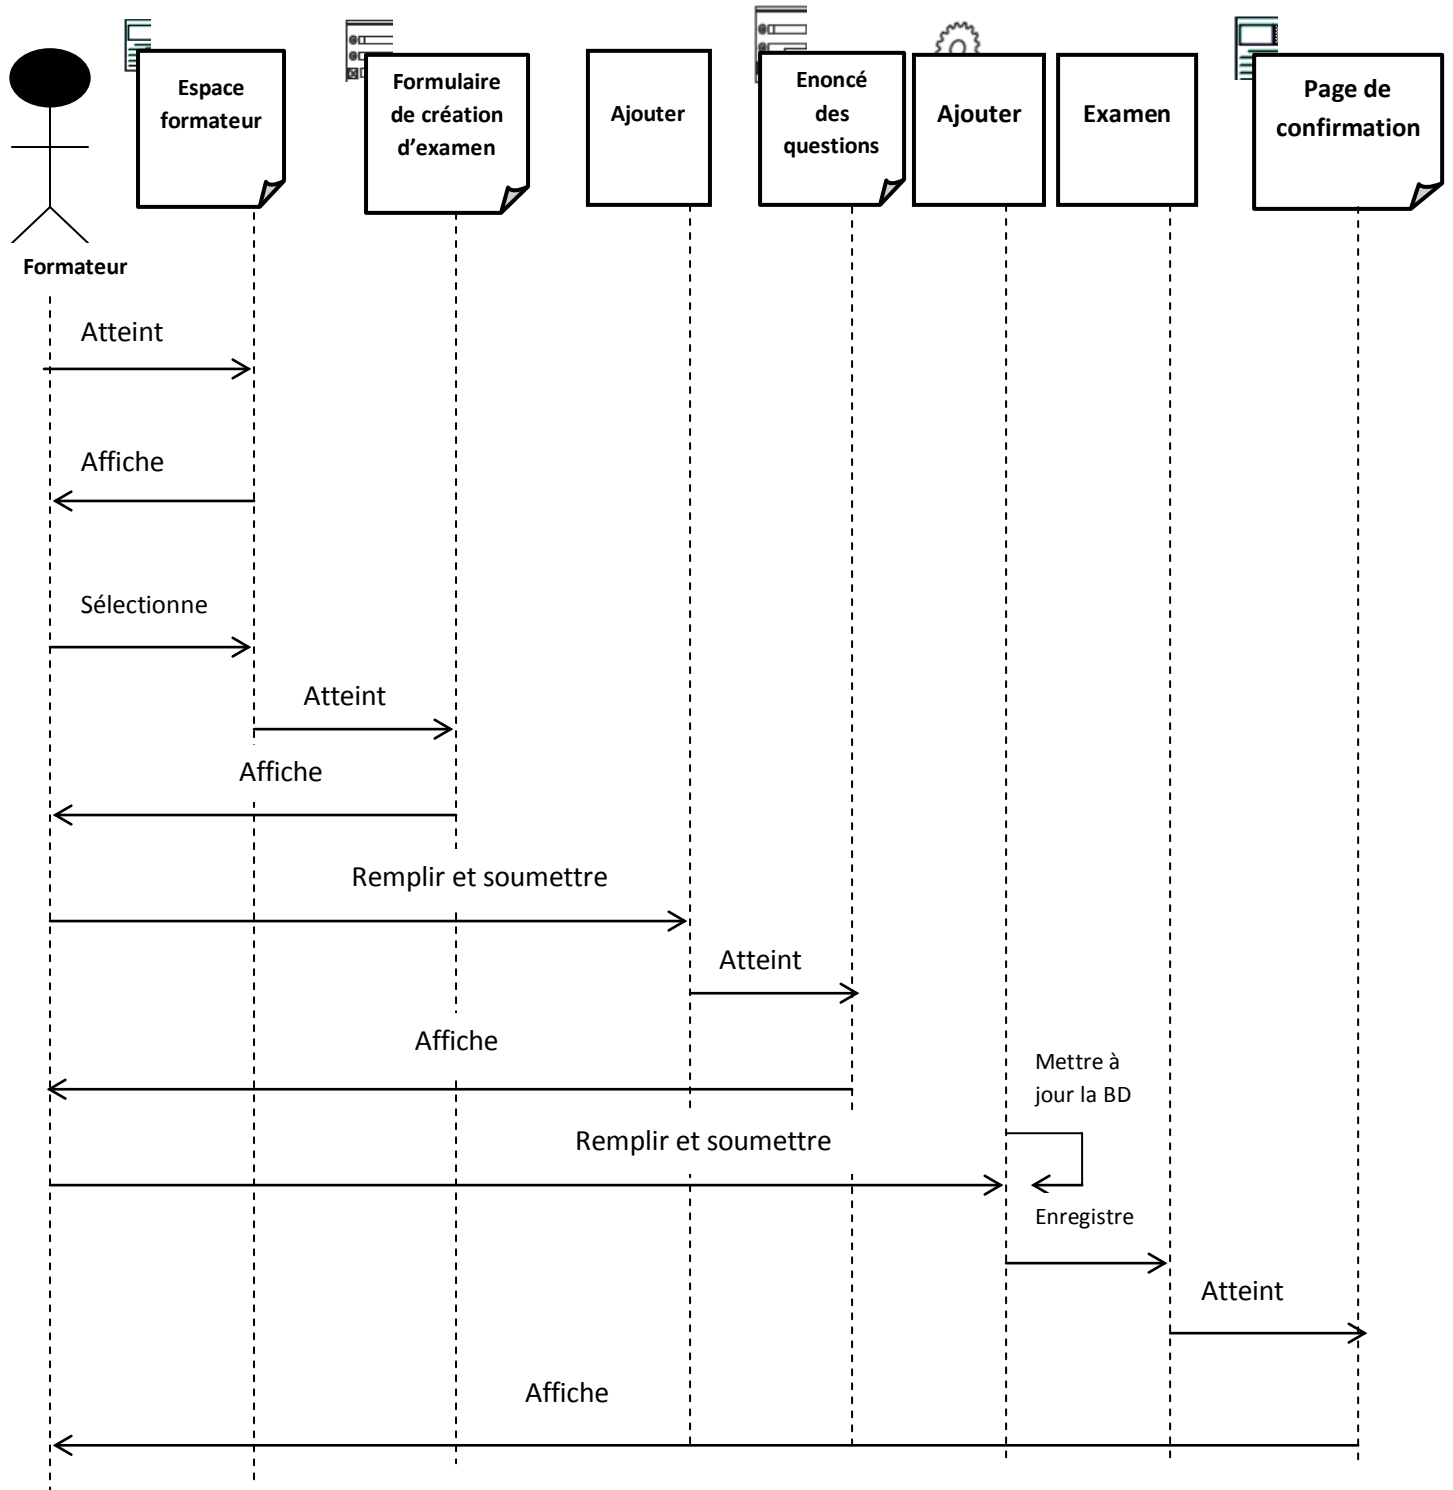 Espace
formateur
Formulaire
de création
d'examen
Ajouter
Enoncé
des
questions
Ajouter
Examen
Page de
confirmation
Formateur
Atteint
Affiche
Sélectionne
Atteint
Affiche
Remplir et soumettre
Atteint
Affiche
Mettre à
jour la BD
Remplir et soumettre
Enregistre
Atteint
Affiche